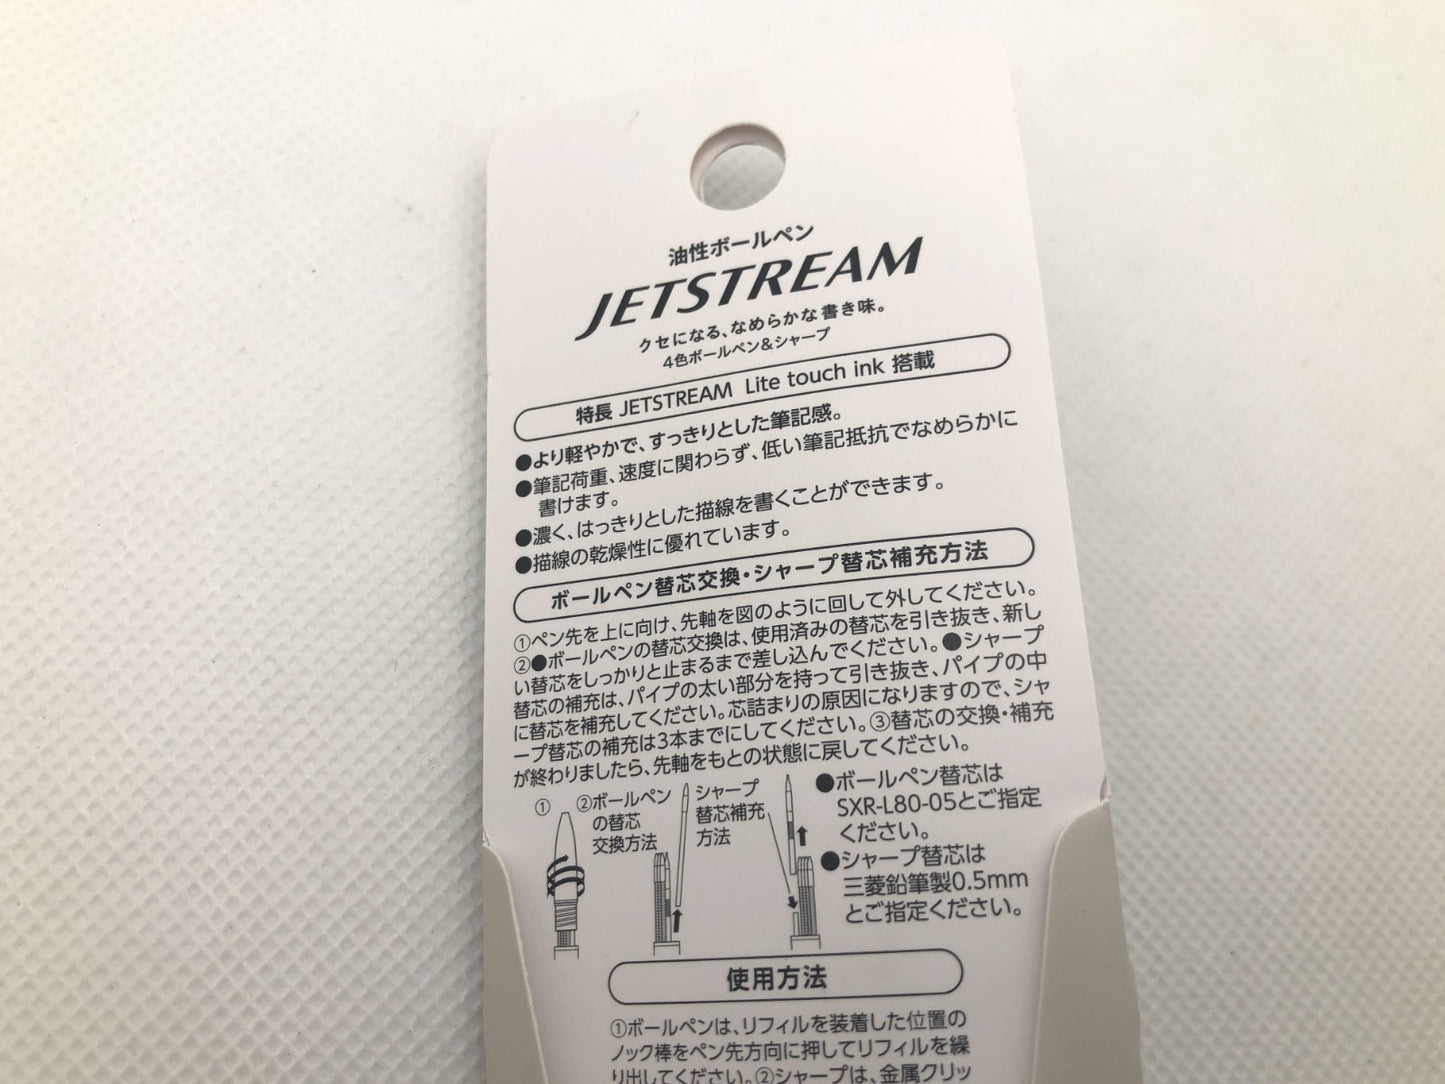 油性ボールペン
JETSTREAM
クセになる、なめらかな書き味。
4色ボールペン&シャープ
特長 JETSTREAM Lite touch ink 搭載
●より軽やかで、すっきりとした筆記感。
●筆記荷重、速度に関わらず、低い筆記抵抗でなめらかに
書けます。
●濃く、はっきりとした描線を書くことができます。
●描線の乾燥性に優れています。
ボールペン替芯交換・シャープ替芯補充方法
①ペン先を上に向け、先軸を図のように回して外してください。
②●ボールペンの替芯交換は、使用済みの替芯を引き抜き、新し
い替芯をしっかりと止まるまで差し込んでください。●シャープ
替芯の補充は、パイプの太い部分を持って引き抜き、パイプの中
に替芯を補充してください。芯詰まりの原因になりますので、シャ
ープ替芯の補充は3本までにしてください。③替芯の交換・補充
が終わりましたら、先軸をもとの状態に戻してください。
①
②ボールペン
の替芯
交換方法
シャープ
替芯補充
方法
●ボールペン替芯は
SXR-L80-05とご指定
ください。
●シャープ替芯は
三菱鉛筆製0.5mm
とご指定ください。
使用方法
①ボールペンは、リフィルを装着した位置の
ノック棒をペン先方向に押してリフィルを繰
り出してください。②シャープは、金属クリッ